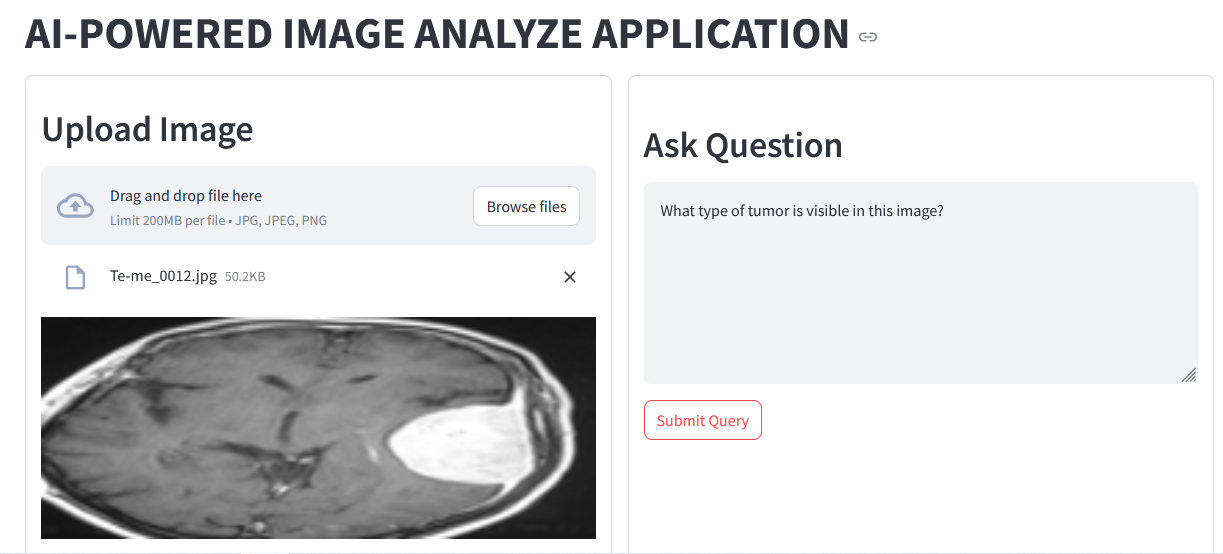 AI-POWERED IMAGE ANALYZE APPLICATION
Upload Image
Drag and drop file here
Limit 200MB per file • JPG, JPEG, PNG
Browse files
Te-me_0012.jpg 50.2KB
Ask Question
What type of tumor is visible in this image?
Submit Query